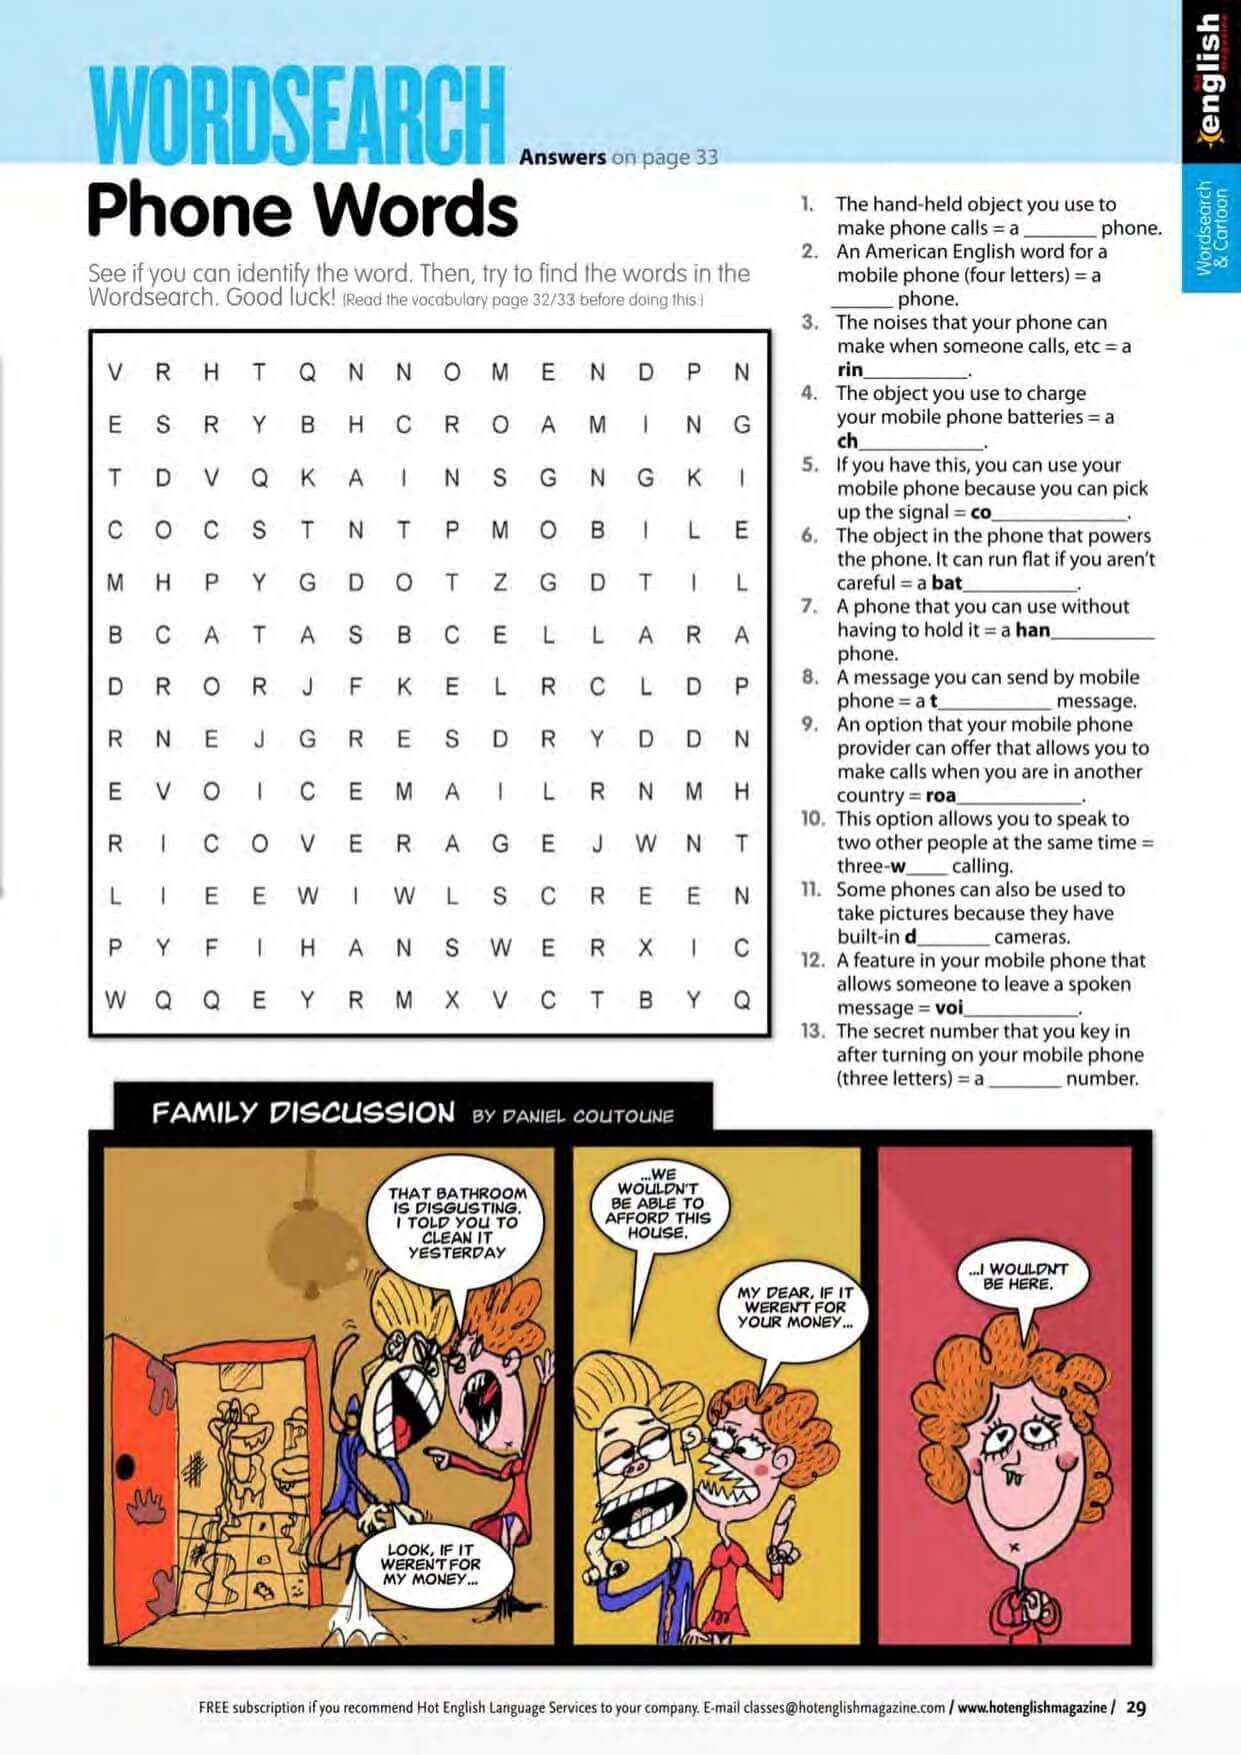 WORDSEARCH
Answers on page 33
Phone Words
See if you can identify the word. Then, try to find the words in the
Wordsearch. Good luck! (Read the vocabulary page 32/33 before doing this.)
V R H T Q N N O M E N D P N
E S R Y B H C R O A M I N G
T D V Q K A I N S G N G K I
C O C S T N T P M O B I L E
M H P Y G D O T Z G D T I L
B C A T A S B C E L L A R A
D R O R J F K E L R C L D P
R N E J G R E S D R Y D D N
E V O I C E M A I L R N M H
R I C O V E R A G E J W N T
L I E E W I W L S C R E E N
P Y F I H A N S W E R X I C
W Q Q E Y R M X V C T B Y Q
1. The hand-held object you use to
make phone calls = a _______ phone.
2. An American English word for a
mobile phone (four letters) = a
______ phone.
3. The noises that your phone can
make when someone calls, etc = a
rin__________.
4. The object you use to charge
your mobile phone batteries = a
ch____________.
5. If you have this, you can use your
mobile phone because you can pick
up the signal = co_____________.
6. The object in the phone that powers
the phone. It can run flat if you aren't
careful = a bat___________.
7. A phone that you can use without
having to hold it = a han__________
phone.
8. A message you can send by mobile
phone = a t___________ message.
9. An option that your mobile phone
provider can offer that allows you to
make calls when you are in another
country = roa____________.
10. This option allows you to speak to
two other people at the same time =
three-w____ calling.
11. Some phones can also be used to
take pictures because they have
built-in d_______ cameras.
12. A feature in your mobile phone that
allows someone to leave a spoken
message = voi___________.
13. The secret number that you key in
after turning on your mobile phone
(three letters) = a _______ number.
english
Wordsearch
& Cartoon
FAMILY DISCUSSION BY DANIEL COUTOUNE
THAT BATHROOM
IS DISGUSTING.
I TOLD YOU TO
CLEAN IT
YESTERDAY
LOOK, IF IT
WEREN'T FOR
MY MONEY...
...WE
WOULDN'T
BE ABLE TO
AFFORD THIS
HOUSE.
MY DEAR, IF IT
WEREN'T FOR
YOUR MONEY...
...I WOULDN'T
BE HERE.
FREE subscription if you recommend Hot English Language Services to your company. E-mail classes@hotenglishmagazine.com / www.hotenglishmagazine / 29